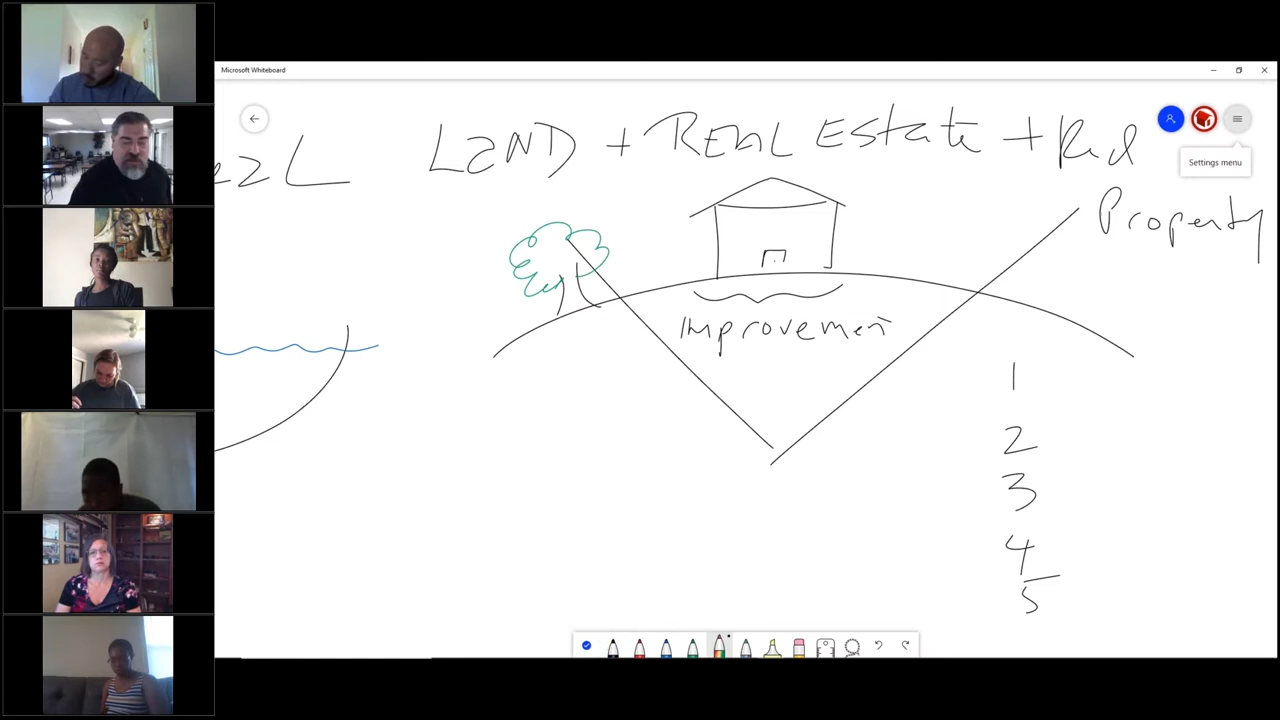 Microsoft Whiteboard
LaND + REAL Estate + Real
Settings menu
Property
Improvement
1
2
3
4
5